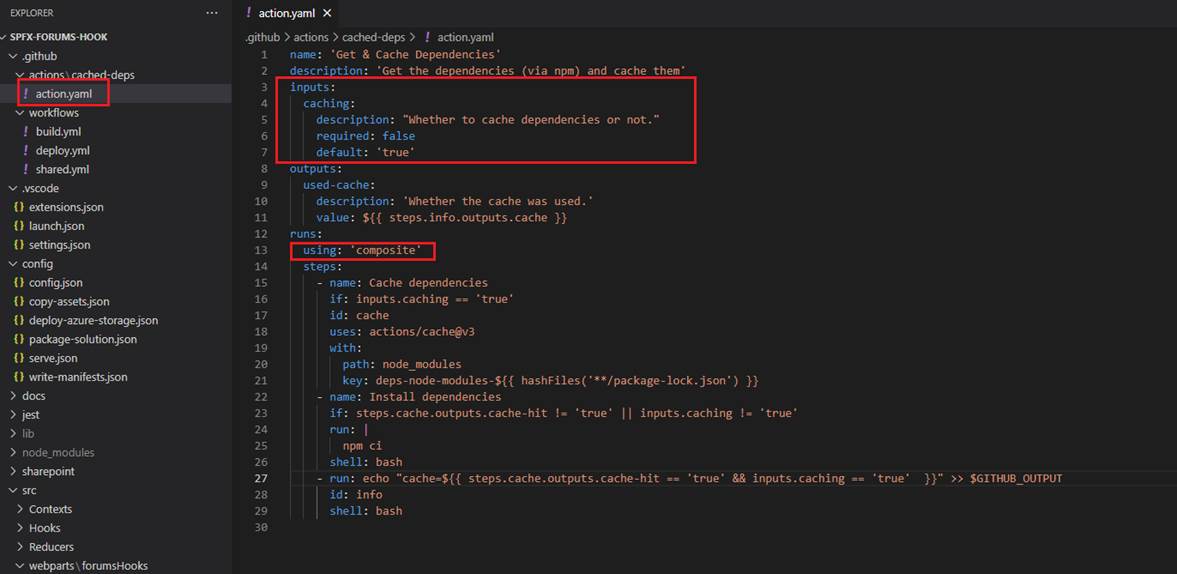 EXPLORER ···
SPFX-FORUMS-HOOK
.github
actions\cached-deps
! action.yaml
workflows
! build.yml
! deploy.yml
! shared.yml
.vscode
{} extensions.json
{} launch.json
{} settings.json
config
{} config.json
{} copy-assets.json
{} deploy-azure-storage.json
{} package-solution.json
{} serve.json
{} write-manifests.json
docs
jest
lib
node_modules
sharepoint
src
Contexts
Hooks
Reducers
webparts\forumsHooks
! action.yaml ×
.github > actions > cached-deps > ! action.yaml
1 name: 'Get & Cache Dependencies'
2 description: 'Get the dependencies (via npm) and cache them'
3 inputs:
4   caching:
5     description: "Whether to cache dependencies or not."
6     required: false
7     default: 'true'
8 outputs:
9   used-cache:
10     description: 'Whether the cache was used.'
11     value: ${{ steps.info.outputs.cache }}
12 runs:
13   using: 'composite'
14   steps:
15     - name: Cache dependencies
16       if: inputs.caching == 'true'
17       id: cache
18       uses: actions/cache@v3
19       with:
20         path: node_modules
21         key: deps-node-modules-${{ hashFiles('**/package-lock.json') }}
22     - name: Install dependencies
23       if: steps.cache.outputs.cache-hit != 'true' || inputs.caching != 'true'
24       run: |
25         npm ci
26       shell: bash
27     - run: echo "cache=${{ steps.cache.outputs.cache-hit == 'true' && inputs.caching == 'true'  }}" >> $GITHUB_OUTPUT
28       id: info
29       shell: bash
30